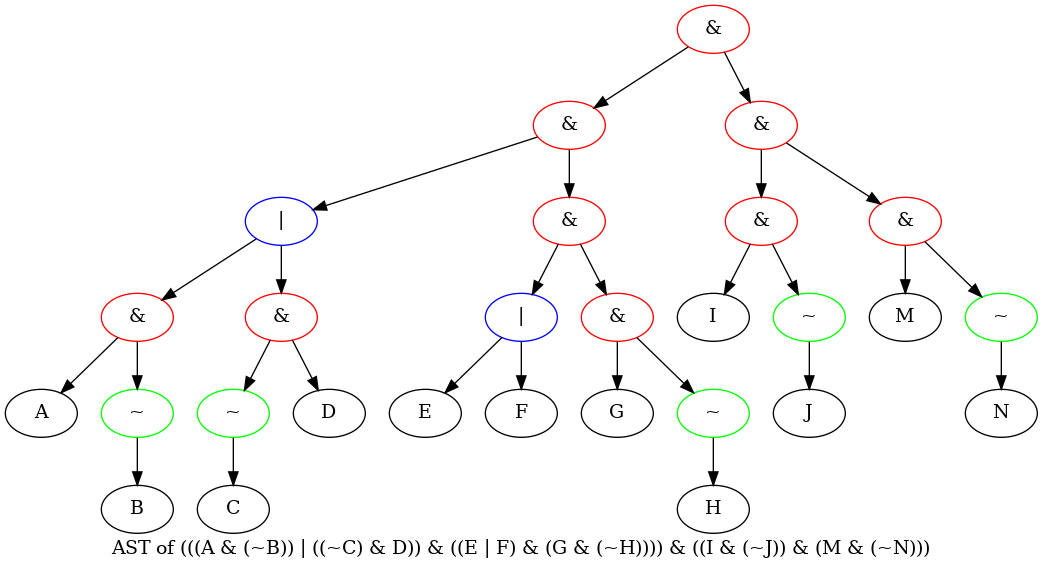 &
& &
| & & &
& & | & I ~ M ~
A ~ ~ D E F G ~ J N
B C H
AST of (((A & (~B)) | ((~C) & D)) & ((E | F) & (G & (~H)))) & ((I & (~J)) & (M & (~N)))